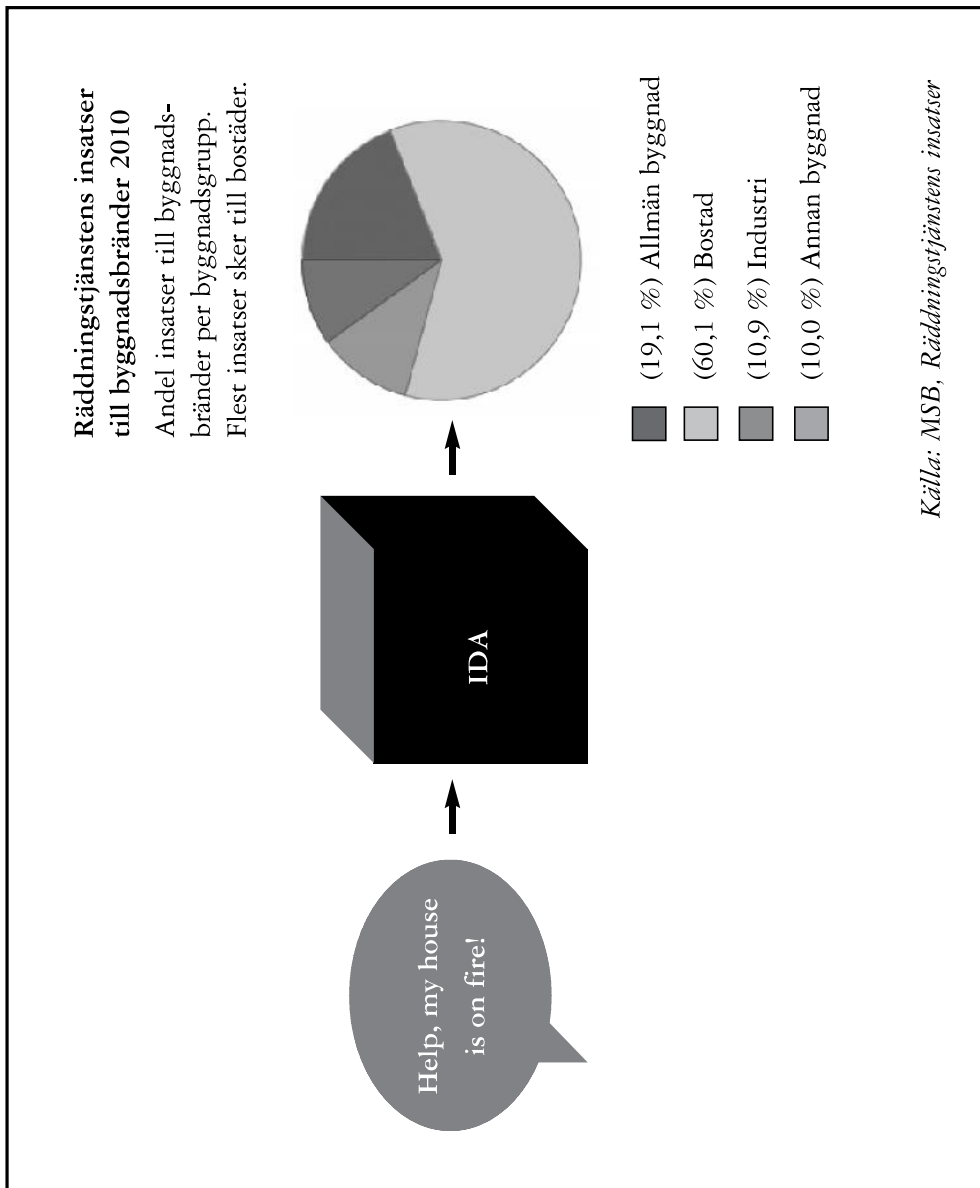 Help, my house
is on fire!
IDA
Räddningstjänstens insatser
till byggnadsbränder 2010
Andel insatser till byggnads-
bränder per byggnadsgrupp.
Flest insatser sker till bostäder.
(19,1 %) Allmän byggnad
(60,1 %) Bostad
(10,9 %) Industri
(10,0 %) Annan byggnad
Källa: MSB, Räddningstjänstens insatser